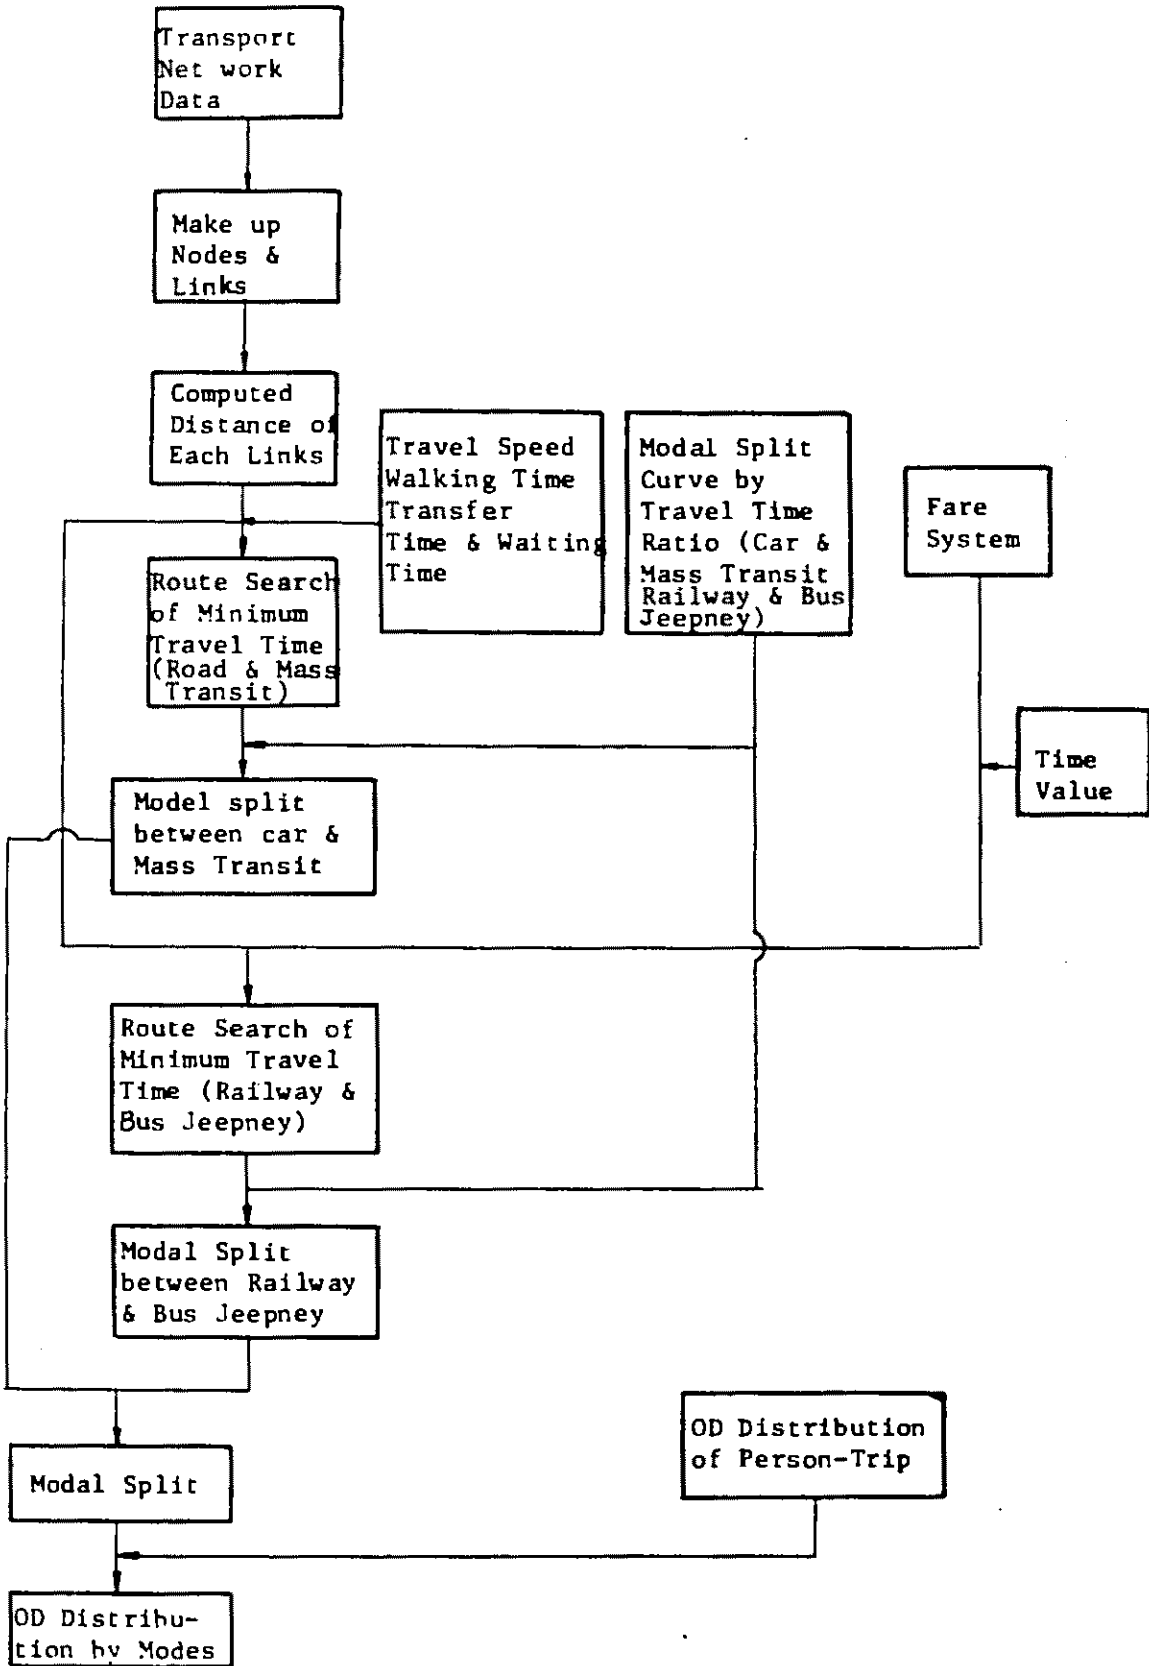 Transport
Net work
Data
Make up
Nodes &
Links
Computed
Distance of
Each Links
Travel Speed
Walking Time
Transfer
Time & Waiting
Time
Modal Split
Curve by
Travel Time
Ratio (Car &
Mass Transit
Railway & Bus
Jeepney)
Fare
System
Route Search
of Minimum
Travel Time
(Road & Mass
Transit)
Time
Value
Model split
between car &
Mass Transit
Route Search of
Minimum Travel
Time (Railway &
Bus Jeepney)
Modal Split
between Railway
& Bus Jeepney
OD Distribution
of Person-Trip
Modal Split
OD Distribu-
tion by Modes